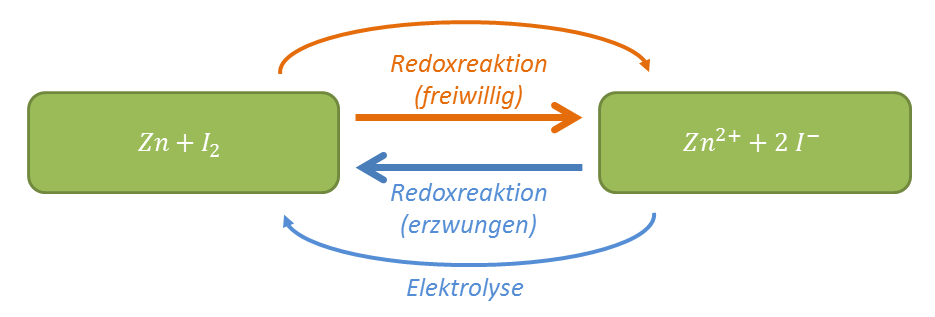 Redoxreaktion
(freiwillig)
Zn + I₂
Zn²⁺ + 2 I⁻
Redoxreaktion
(erzwungen)
Elektrolyse